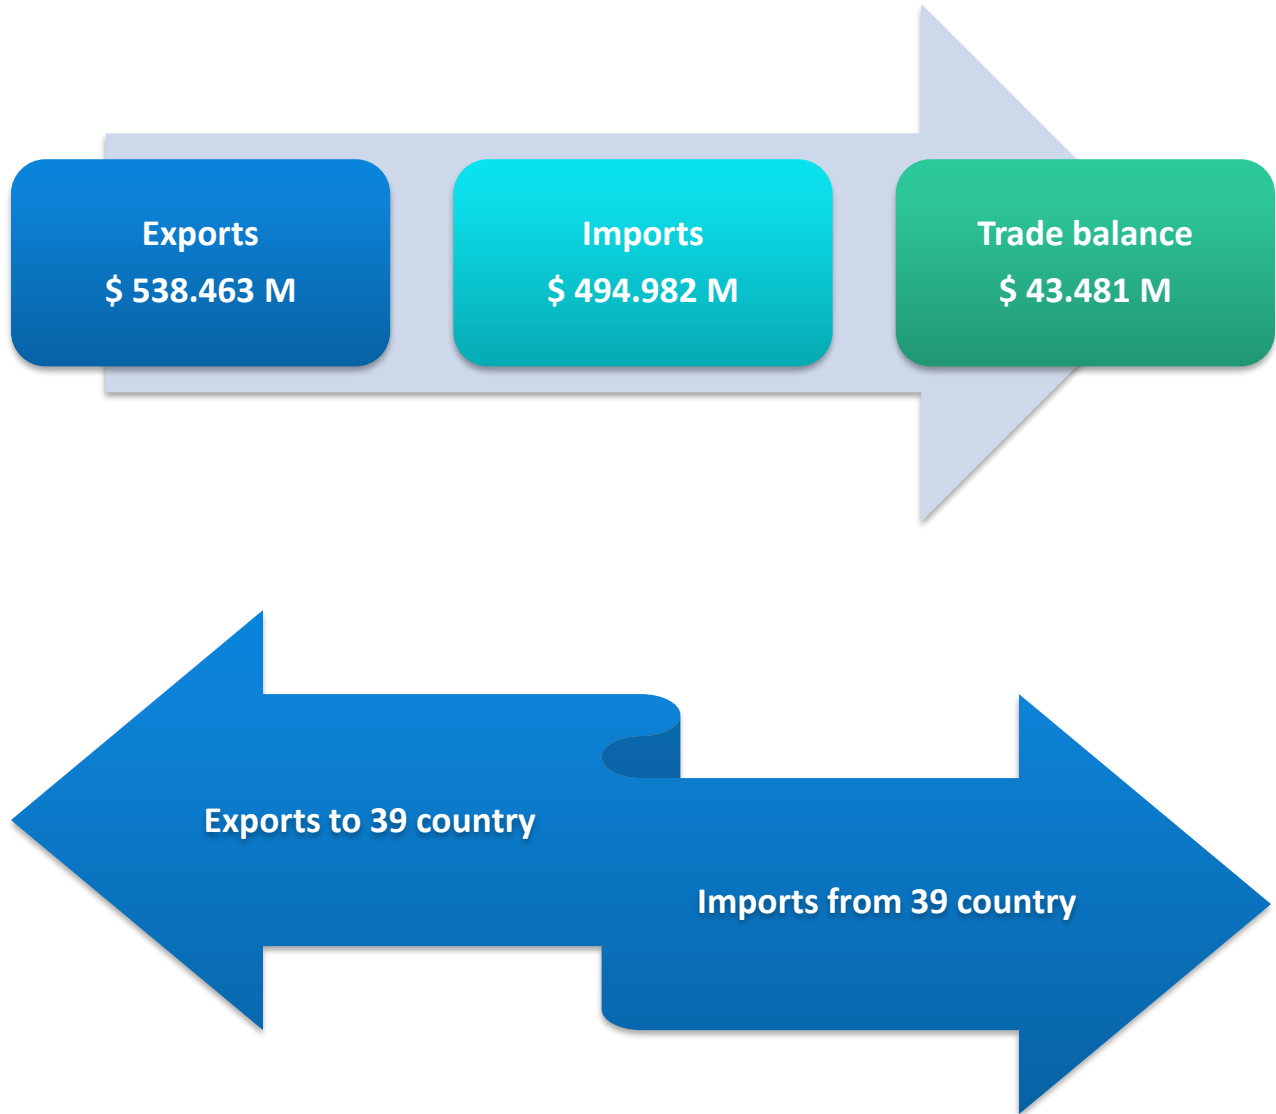 Exports
$ 538.463 M
Imports
$ 494.982 M
Trade balance
$ 43.481 M
Exports to 39 country
Imports from 39 country